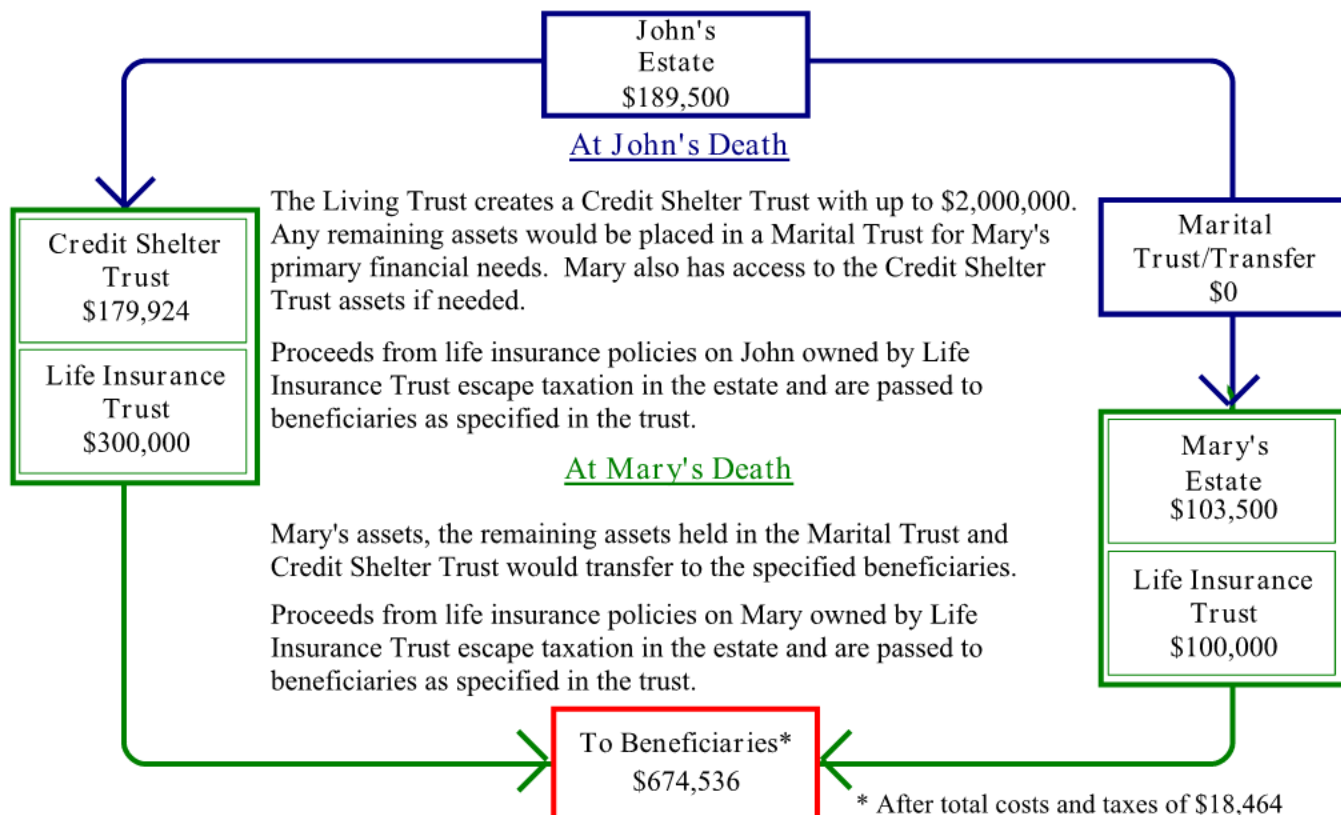 John's
Estate
$189,500
At John's Death
The Living Trust creates a Credit Shelter Trust with up to $2,000,000.
Any remaining assets would be placed in a Marital Trust for Mary's
primary financial needs.  Mary also has access to the Credit Shelter
Trust assets if needed.
Credit Shelter
Trust
$179,924
Life Insurance
Trust
$300,000
Marital
Trust/Transfer
$0
Proceeds from life insurance policies on John owned by Life
Insurance Trust escape taxation in the estate and are passed to
beneficiaries as specified in the trust.
At Mary's Death
Mary's
Estate
$103,500
Life Insurance
Trust
$100,000
Mary's assets, the remaining assets held in the Marital Trust and
Credit Shelter Trust would transfer to the specified beneficiaries.
Proceeds from life insurance policies on Mary owned by Life
Insurance Trust escape taxation in the estate and are passed to
beneficiaries as specified in the trust.
To Beneficiaries*
$674,536
* After total costs and taxes of $18,464